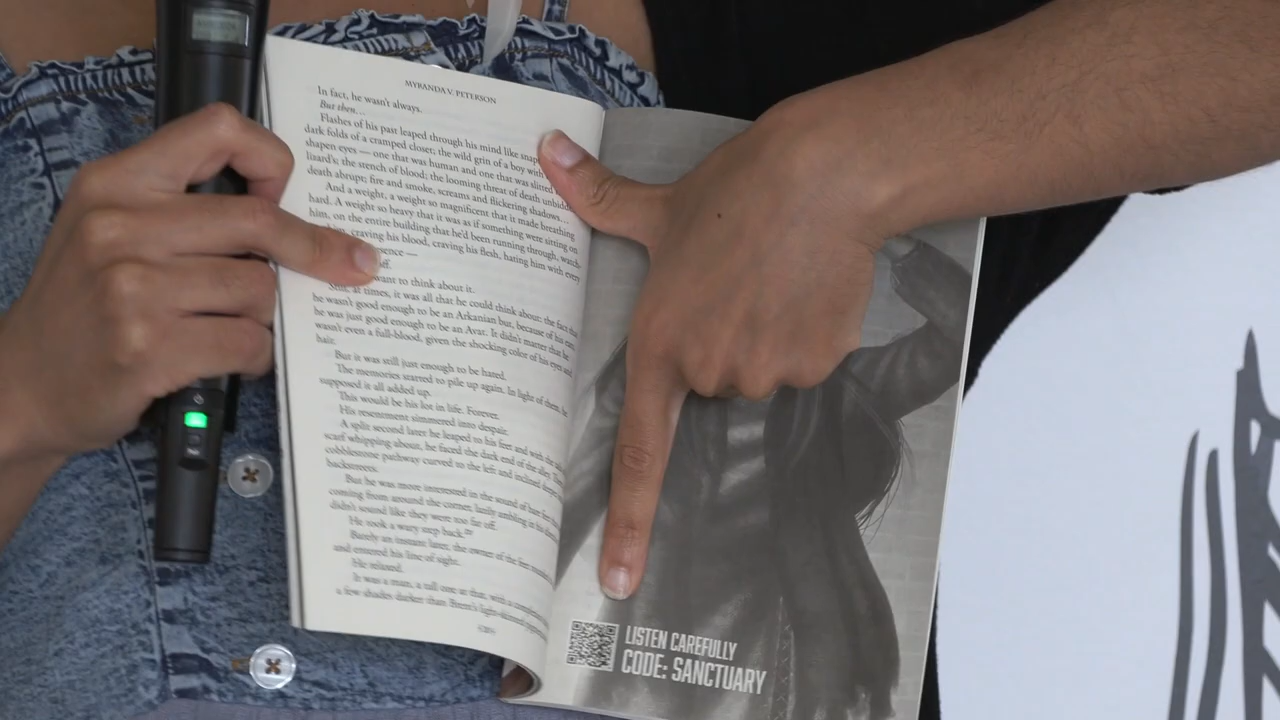 MYRANDA V. PETERSON
In fact, he wasn't always.
But then…
Flashes of his past leaped through his mind like
dark folds of a cramped closet; the wild grin of a boy with
shapen eyes — one that was human and one that was slitted
lizard's; the stench of blood; the looming threat of death
death abrupt; fire and smoke, screams and flickering shadows…
And a weight, a weight so magnificent that it made breathing
hard. A weight so heavy that it was as if something were sitting on
him, on the entire building that he'd been running through, watch-
craving his blood, craving his flesh, hating him with every
want to think about it.
Still, at times, it was all that he could think about: the fact that
he wasn't good enough to be an Arkanian but, because of his
he was just good enough to be an Avar. It didn't matter that he
wasn't even a full-blood, given the shocking color of his eyes and
hair.
But it was still just enough to be hated.
The memories started to pile up again. In light of them, he
supposed it all added up.
This would be his lot in life. Forever.
His resentment simmered into despair.
A split second later he leaped to his feet and with the
scarf whipping about, he faced the dark end of the alley.
cobblestone pathway curved to the left and inclined
backstreets.
But he was more interested in the sound of
coming from around the corner, lazily ambling
didn't sound like they were too far off.
He took a wary step back.
Barely an instant later, the owner of the feet
and entered his line of sight.
He relaxed.
It was a man, a tall one at that, with a
a few shades darker than
LISTEN CAREFULLY
CODE: SANCTUARY